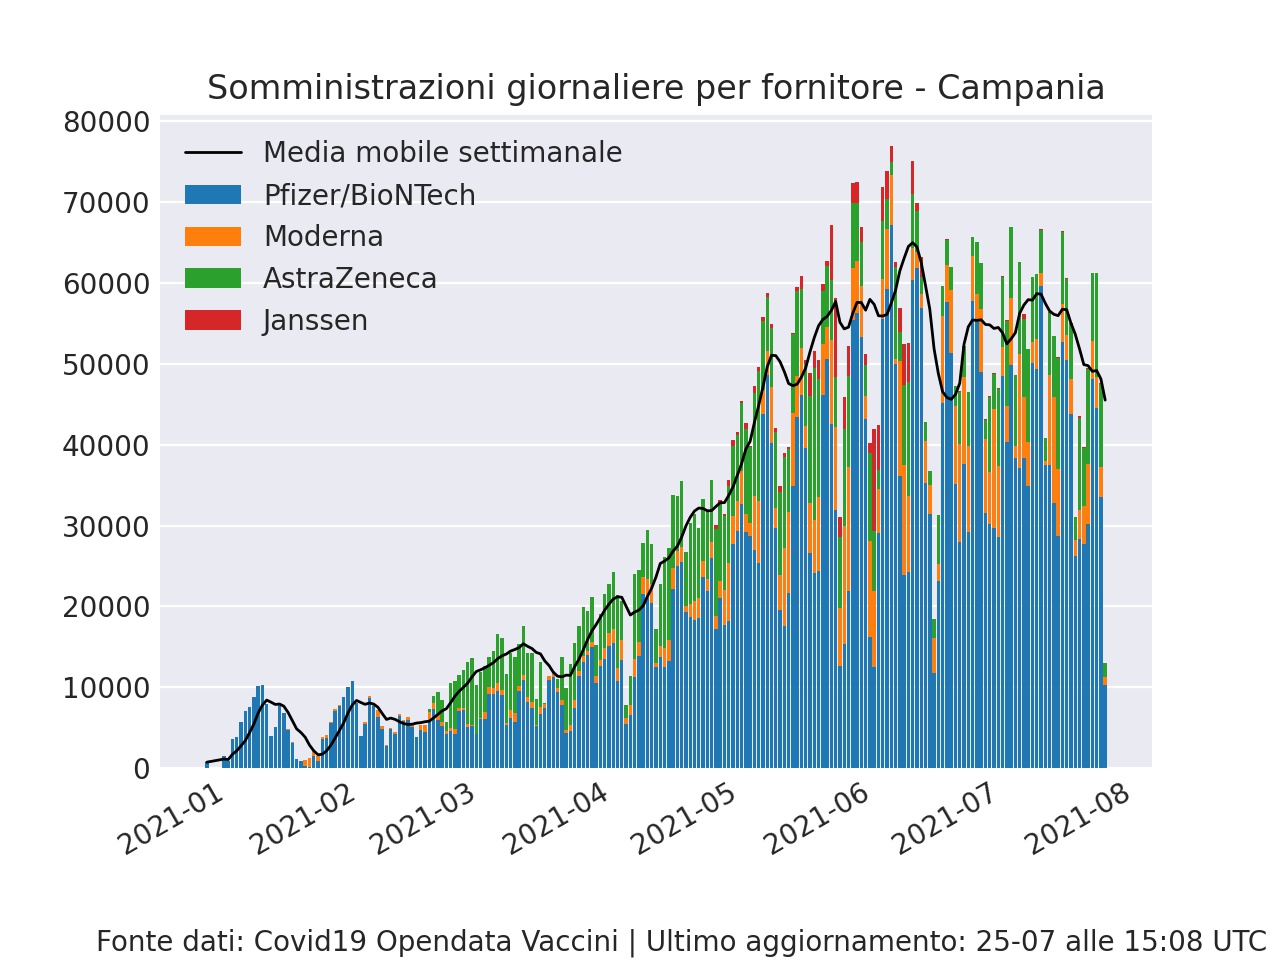 Somministrazioni giornaliere per fornitore - Campania
80000
70000
60000
50000
40000
30000
20000
10000
0
Media mobile settimanale
Pfizer/BioNTech
Moderna
AstraZeneca
Janssen
2021-01
2021-02
2021-03
2021-04
2021-05
2021-06
2021-07
2021-08
Fonte dati: Covid19 Opendata Vaccini | Ultimo aggiornamento: 25-07 alle 15:08 UTC